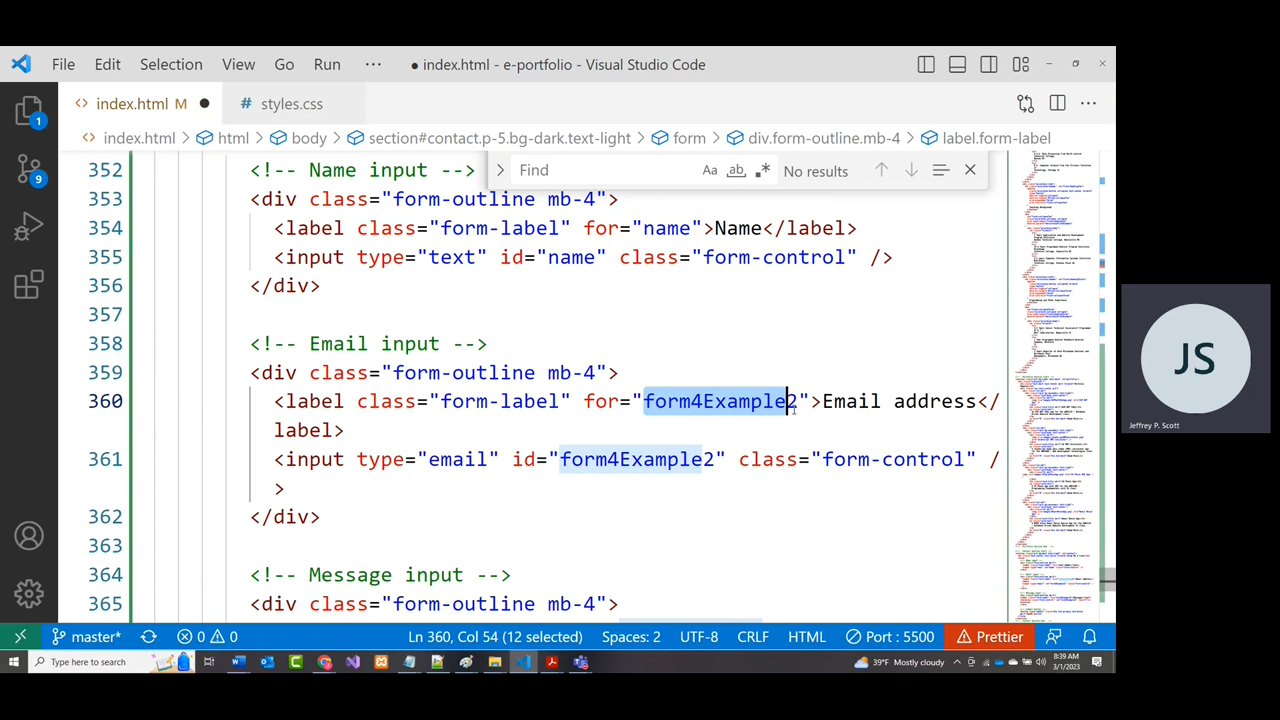 File Edit Selection View Go Run ··· ● index.html - e-portfolio - Visual Studio Code
<> index.html M ● # styles.css
<> index.html > html > body > section#contact.p-5.bg-dark.text-light > form > div.form-outline.mb-4 > label.form-label
Find Aa ab .* No results
352 <!-- Name input -->
353 <div class="form-outline mb-4">
354 <label class="form-label" for="name">Name</label>
355 <input type="text" id="name" class="form-control" />
356 </div>
357
358 <!-- Email input -->
359 <div class="form-outline mb-4">
360 <label class="form-label" for="form4Example2">Email address</
label>
361 <input type="email" id="form4Example2" class="form-control" /
>
362 </div>
363
364 <!-- Message input -->
365 <div class="form-outline mb-4">
1
9
JS
Jeffrey P. Scott
master* 0 0 Ln 360, Col 54 (12 selected) Spaces: 2 UTF-8 CRLF HTML Port : 5500 Prettier
Type here to search
39°F Mostly cloudy
8:39 AM
3/1/2023